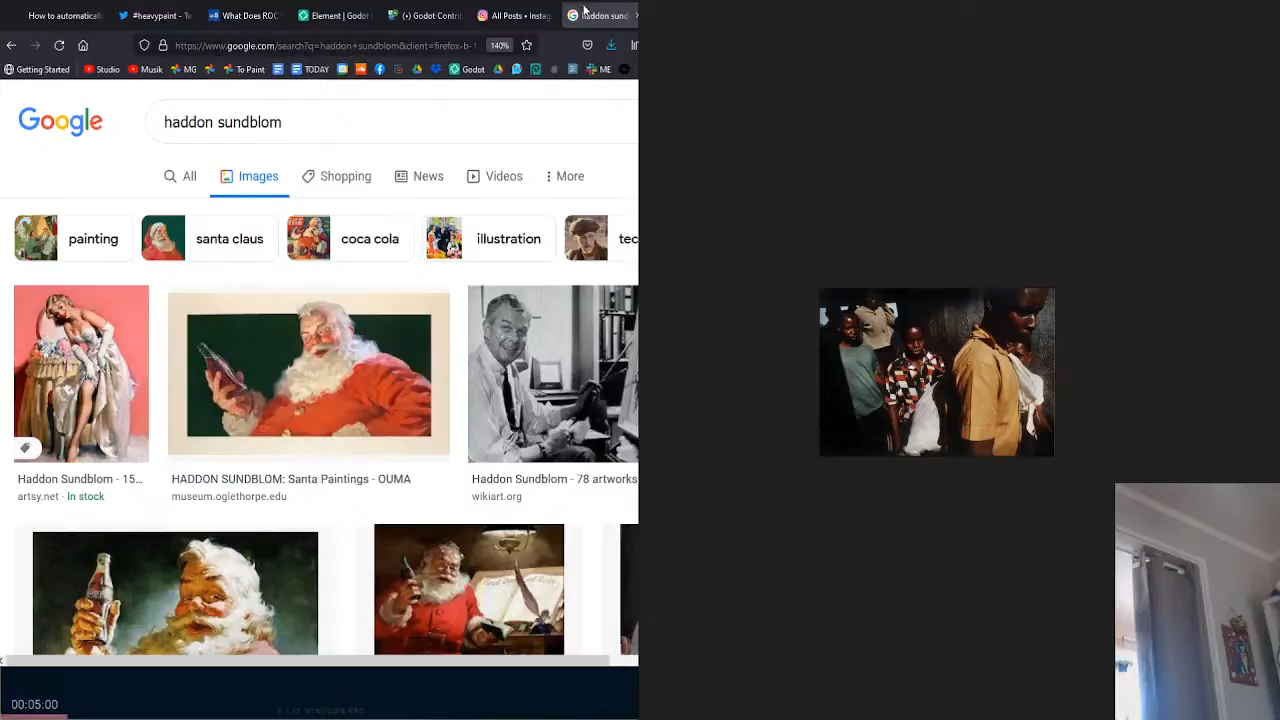 How to automatically
#heavypaint - Tw
What Does ROC
Element | Godot
(•) Godot Contri
All Posts • Instag
haddon sund
https://www.google.com/search?q=haddon+sundblom&client=firefox-b-1
140%
Getting Started
Studio
Musik
MG
To Paint
TODAY
Godot
ME
Google
haddon sundblom
All
Images
Shopping
News
Videos
More
painting
santa claus
coca cola
illustration
tec
Haddon Sundblom - 15...
artsy.net · In stock
HADDON SUNDBLOM: Santa Paintings - OUMA
museum.oglethorpe.edu
Haddon Sundblom - 78 artworks
wikiart.org
00:05:00